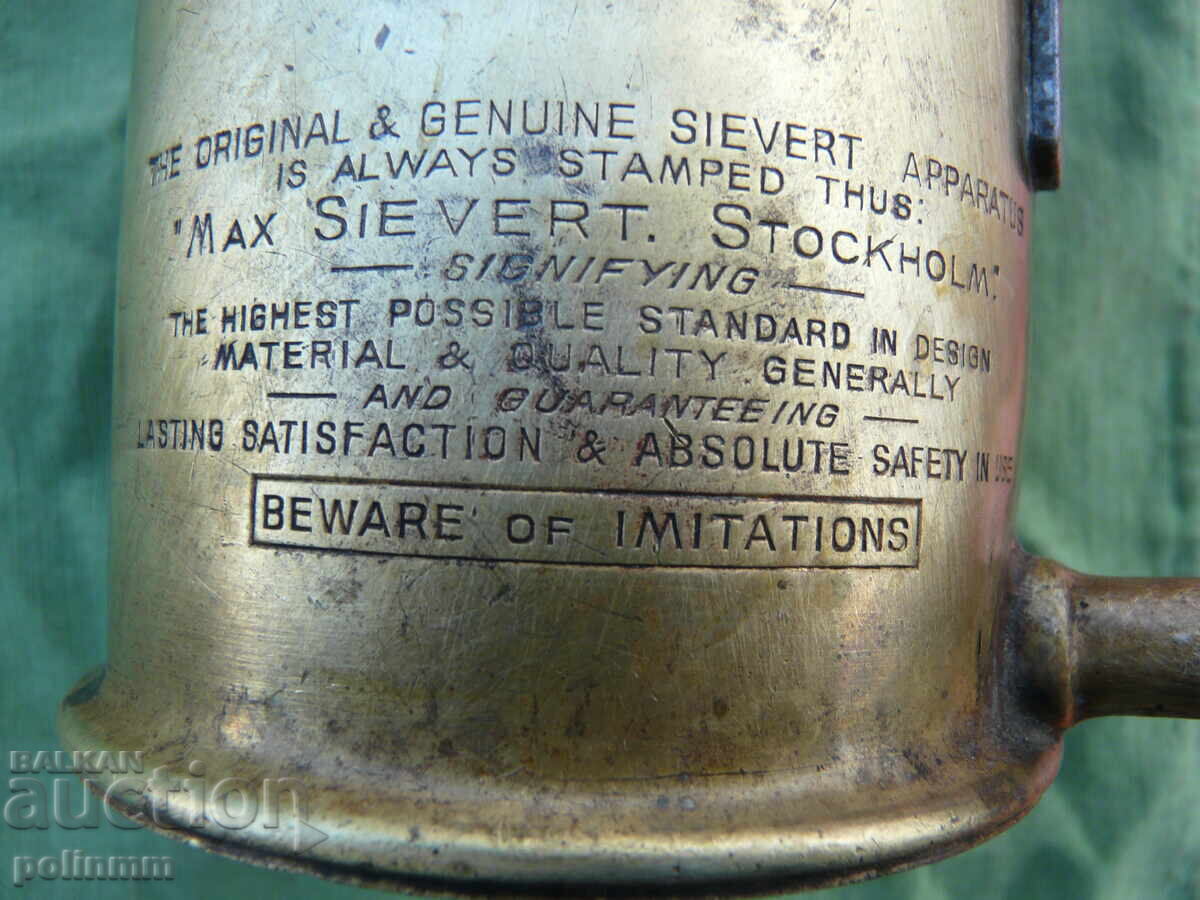 THE ORIGINAL & GENUINE SIEVERT APPARATUS
IS ALWAYS STAMPED THUS:
"MAX SIEVERT. STOCKHOLM".
— SIGNIFYING —
THE HIGHEST POSSIBLE STANDARD IN DESIGN
MATERIAL & QUALITY GENERALLY
— AND GUARANTEEING —
LASTING SATISFACTION & ABSOLUTE SAFETY IN USE
BEWARE OF IMITATIONS
BALKAN
auction
polinmm